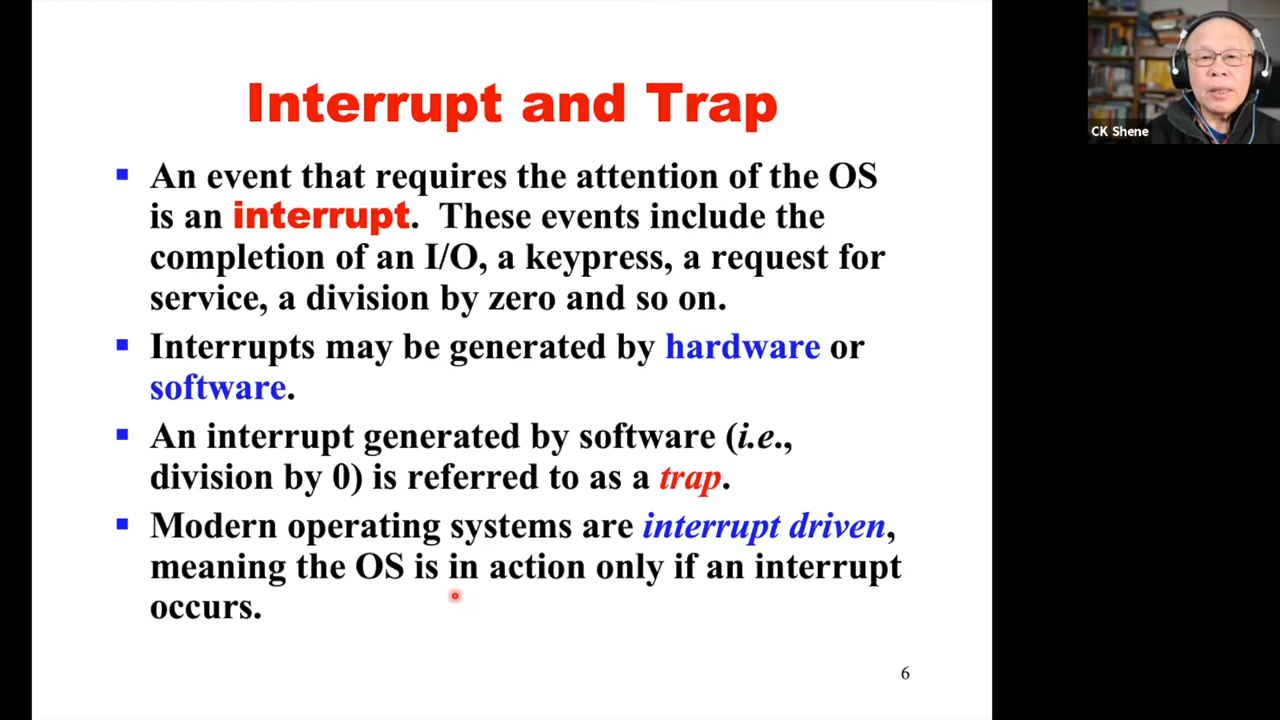 Interrupt and Trap
An event that requires the attention of the OS
is an interrupt. These events include the
completion of an I/O, a keypress, a request for
service, a division by zero and so on.
Interrupts may be generated by hardware or
software.
An interrupt generated by software (i.e.,
division by 0) is referred to as a trap.
Modern operating systems are interrupt driven,
meaning the OS is in action only if an interrupt
occurs.
6
CK Shene